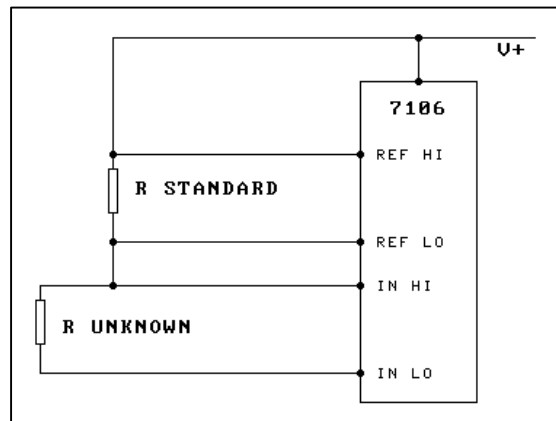 V+
7106
REF HI
R STANDARD
REF LO
IN HI
R UNKNOWN
IN LO